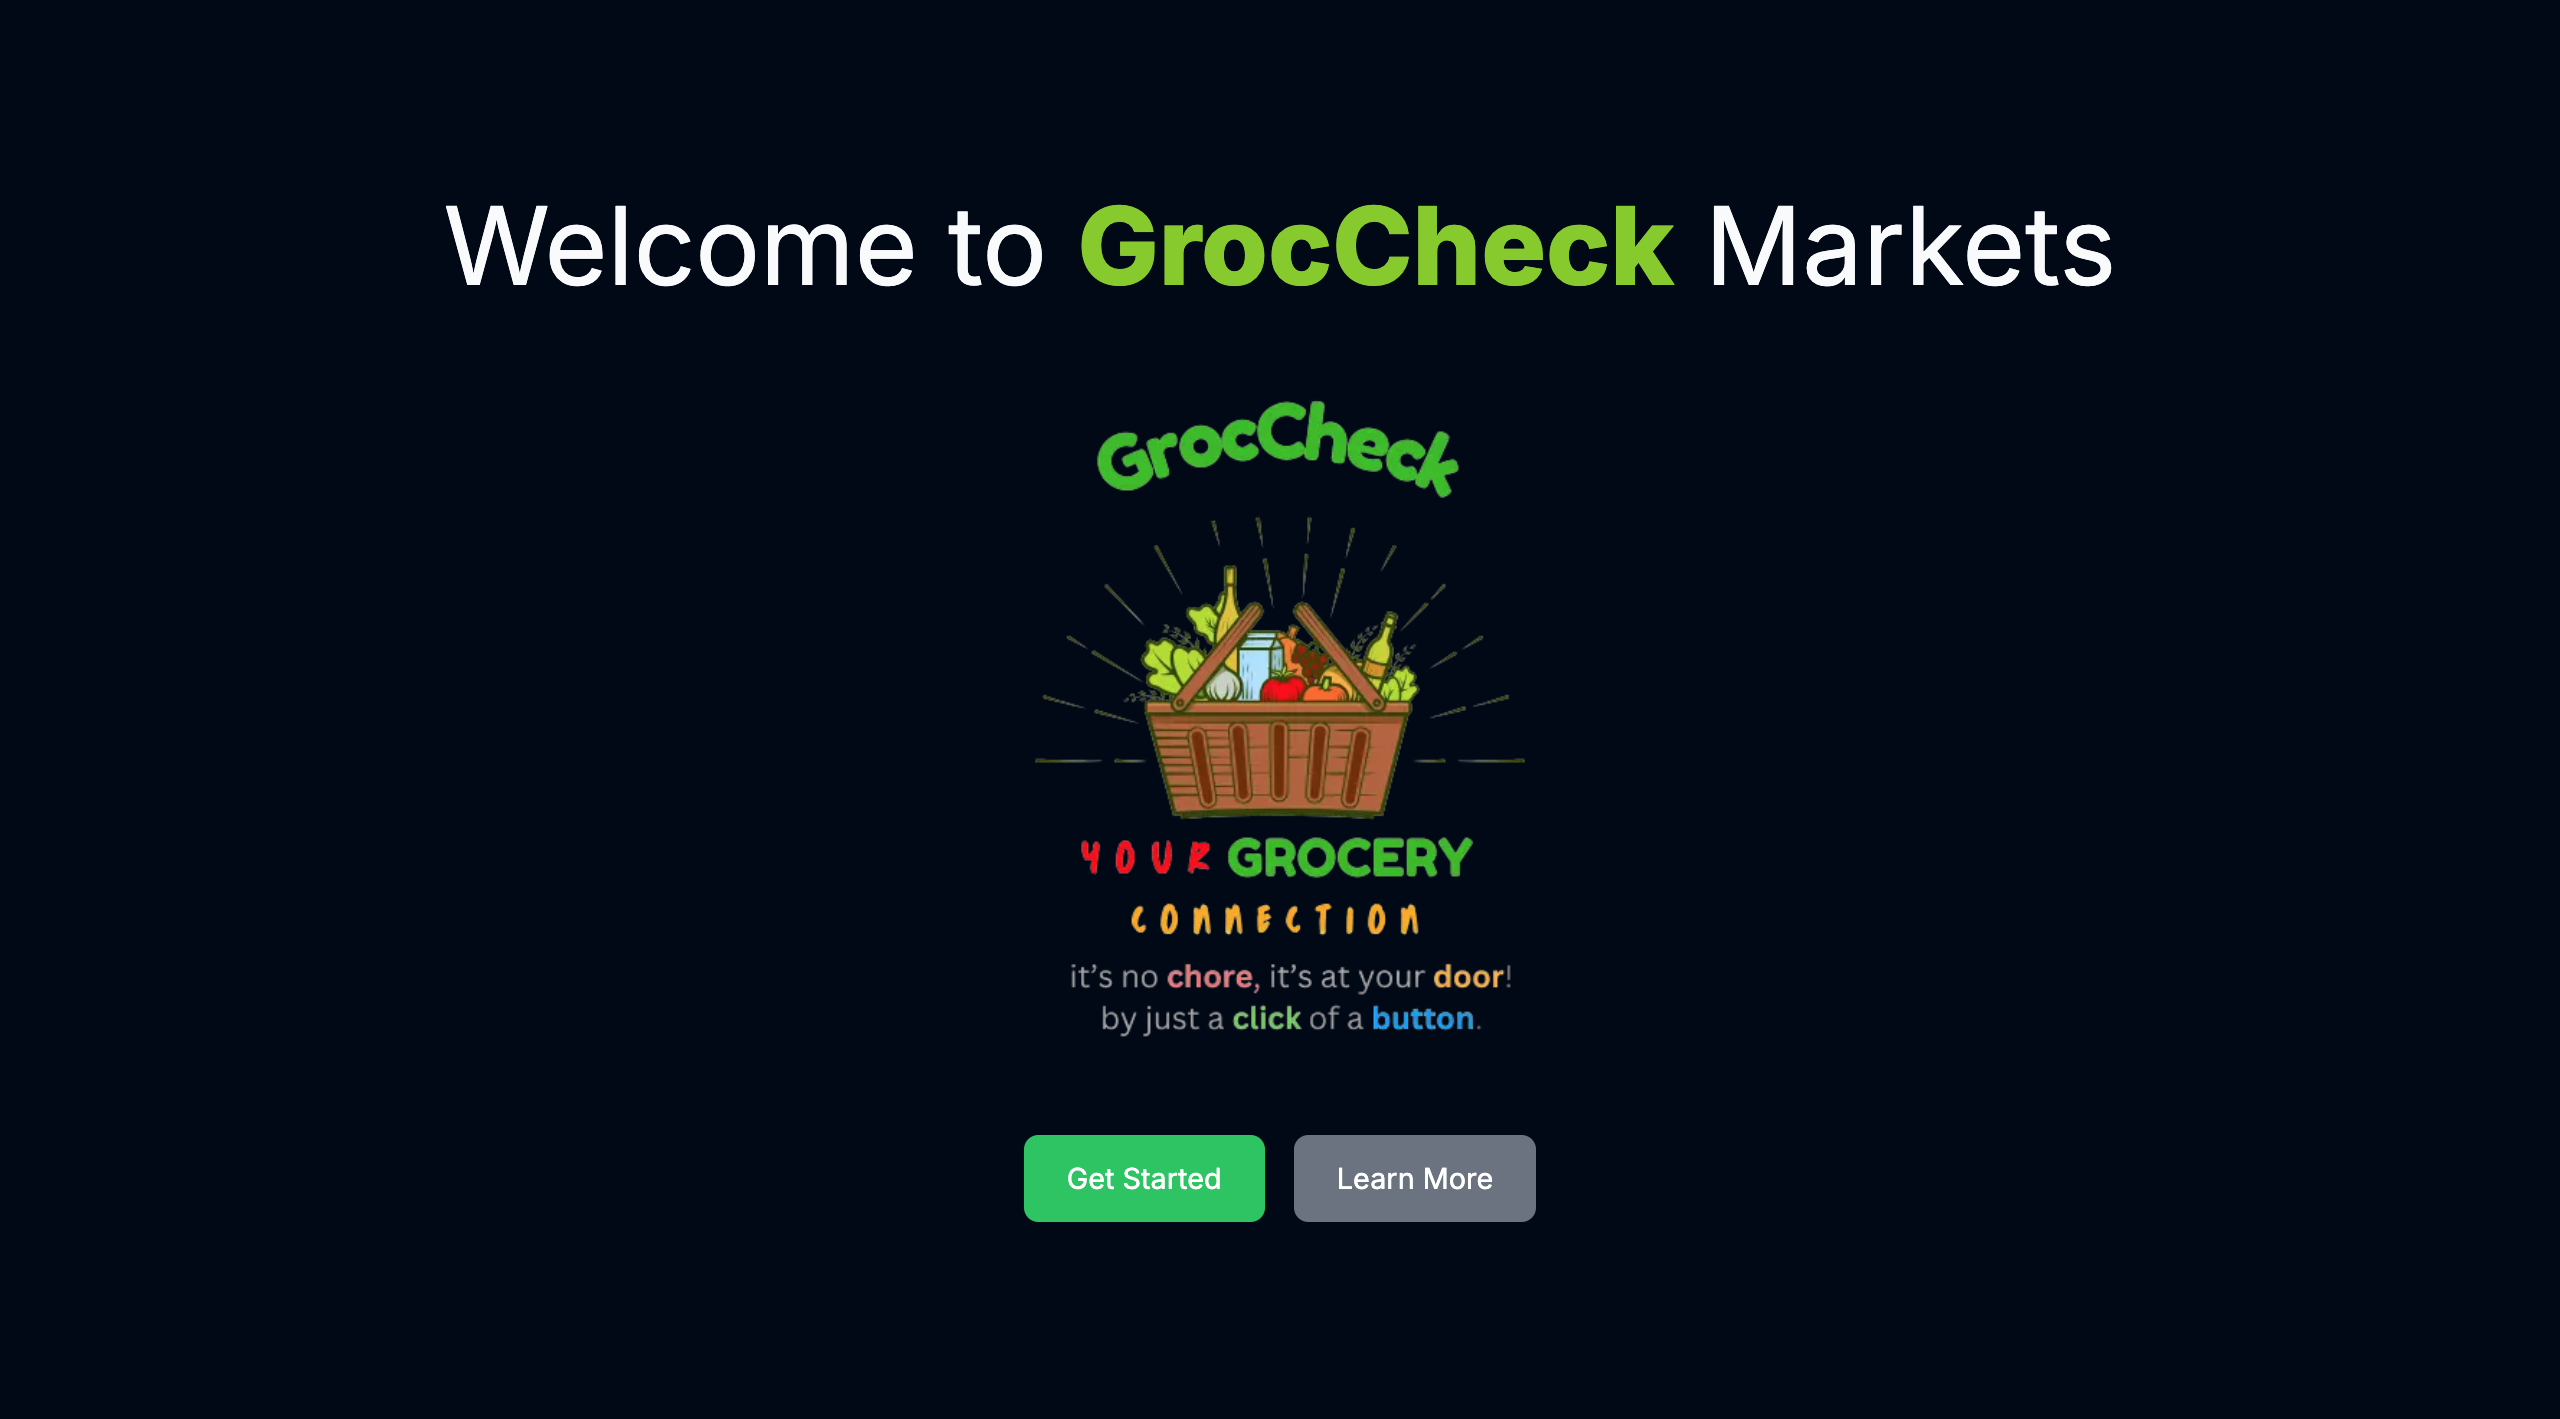 Welcome to GrocCheck Markets
GrocCheck
YOUR GROCERY
CONNECTION
it’s no chore, it’s at your door!
by just a click of a button.
Get Started
Learn More